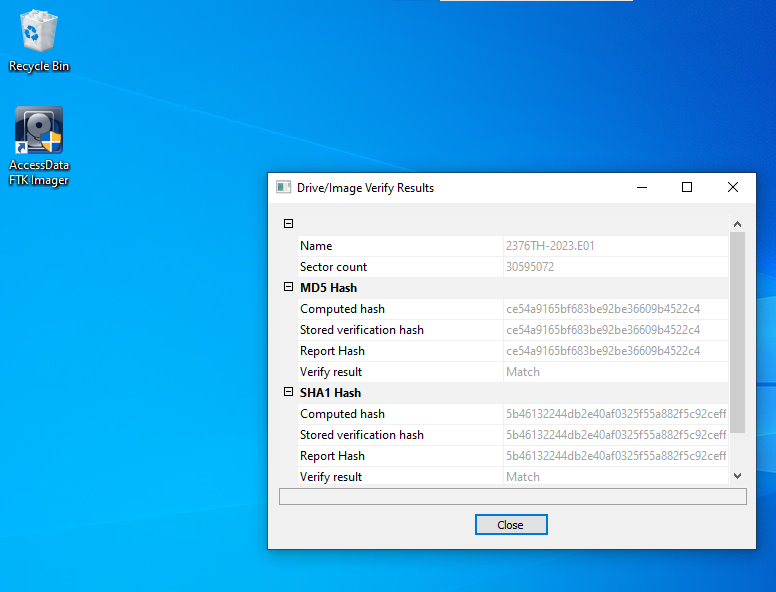 Recycle Bin
AccessData
FTK Imager
Drive/Image Verify Results
Name 2376TH-2023.E01
Sector count 30595072
MD5 Hash
Computed hash ce54a9165bf683be92be36609b4522c4
Stored verification hash ce54a9165bf683be92be36609b4522c4
Report Hash ce54a9165bf683be92be36609b4522c4
Verify result Match
SHA1 Hash
Computed hash 5b46132244db2e40af0325f55a882f5c92ceff
Stored verification hash 5b46132244db2e40af0325f55a882f5c92ceff
Report Hash 5b46132244db2e40af0325f55a882f5c92ceff
Verify result Match
Close